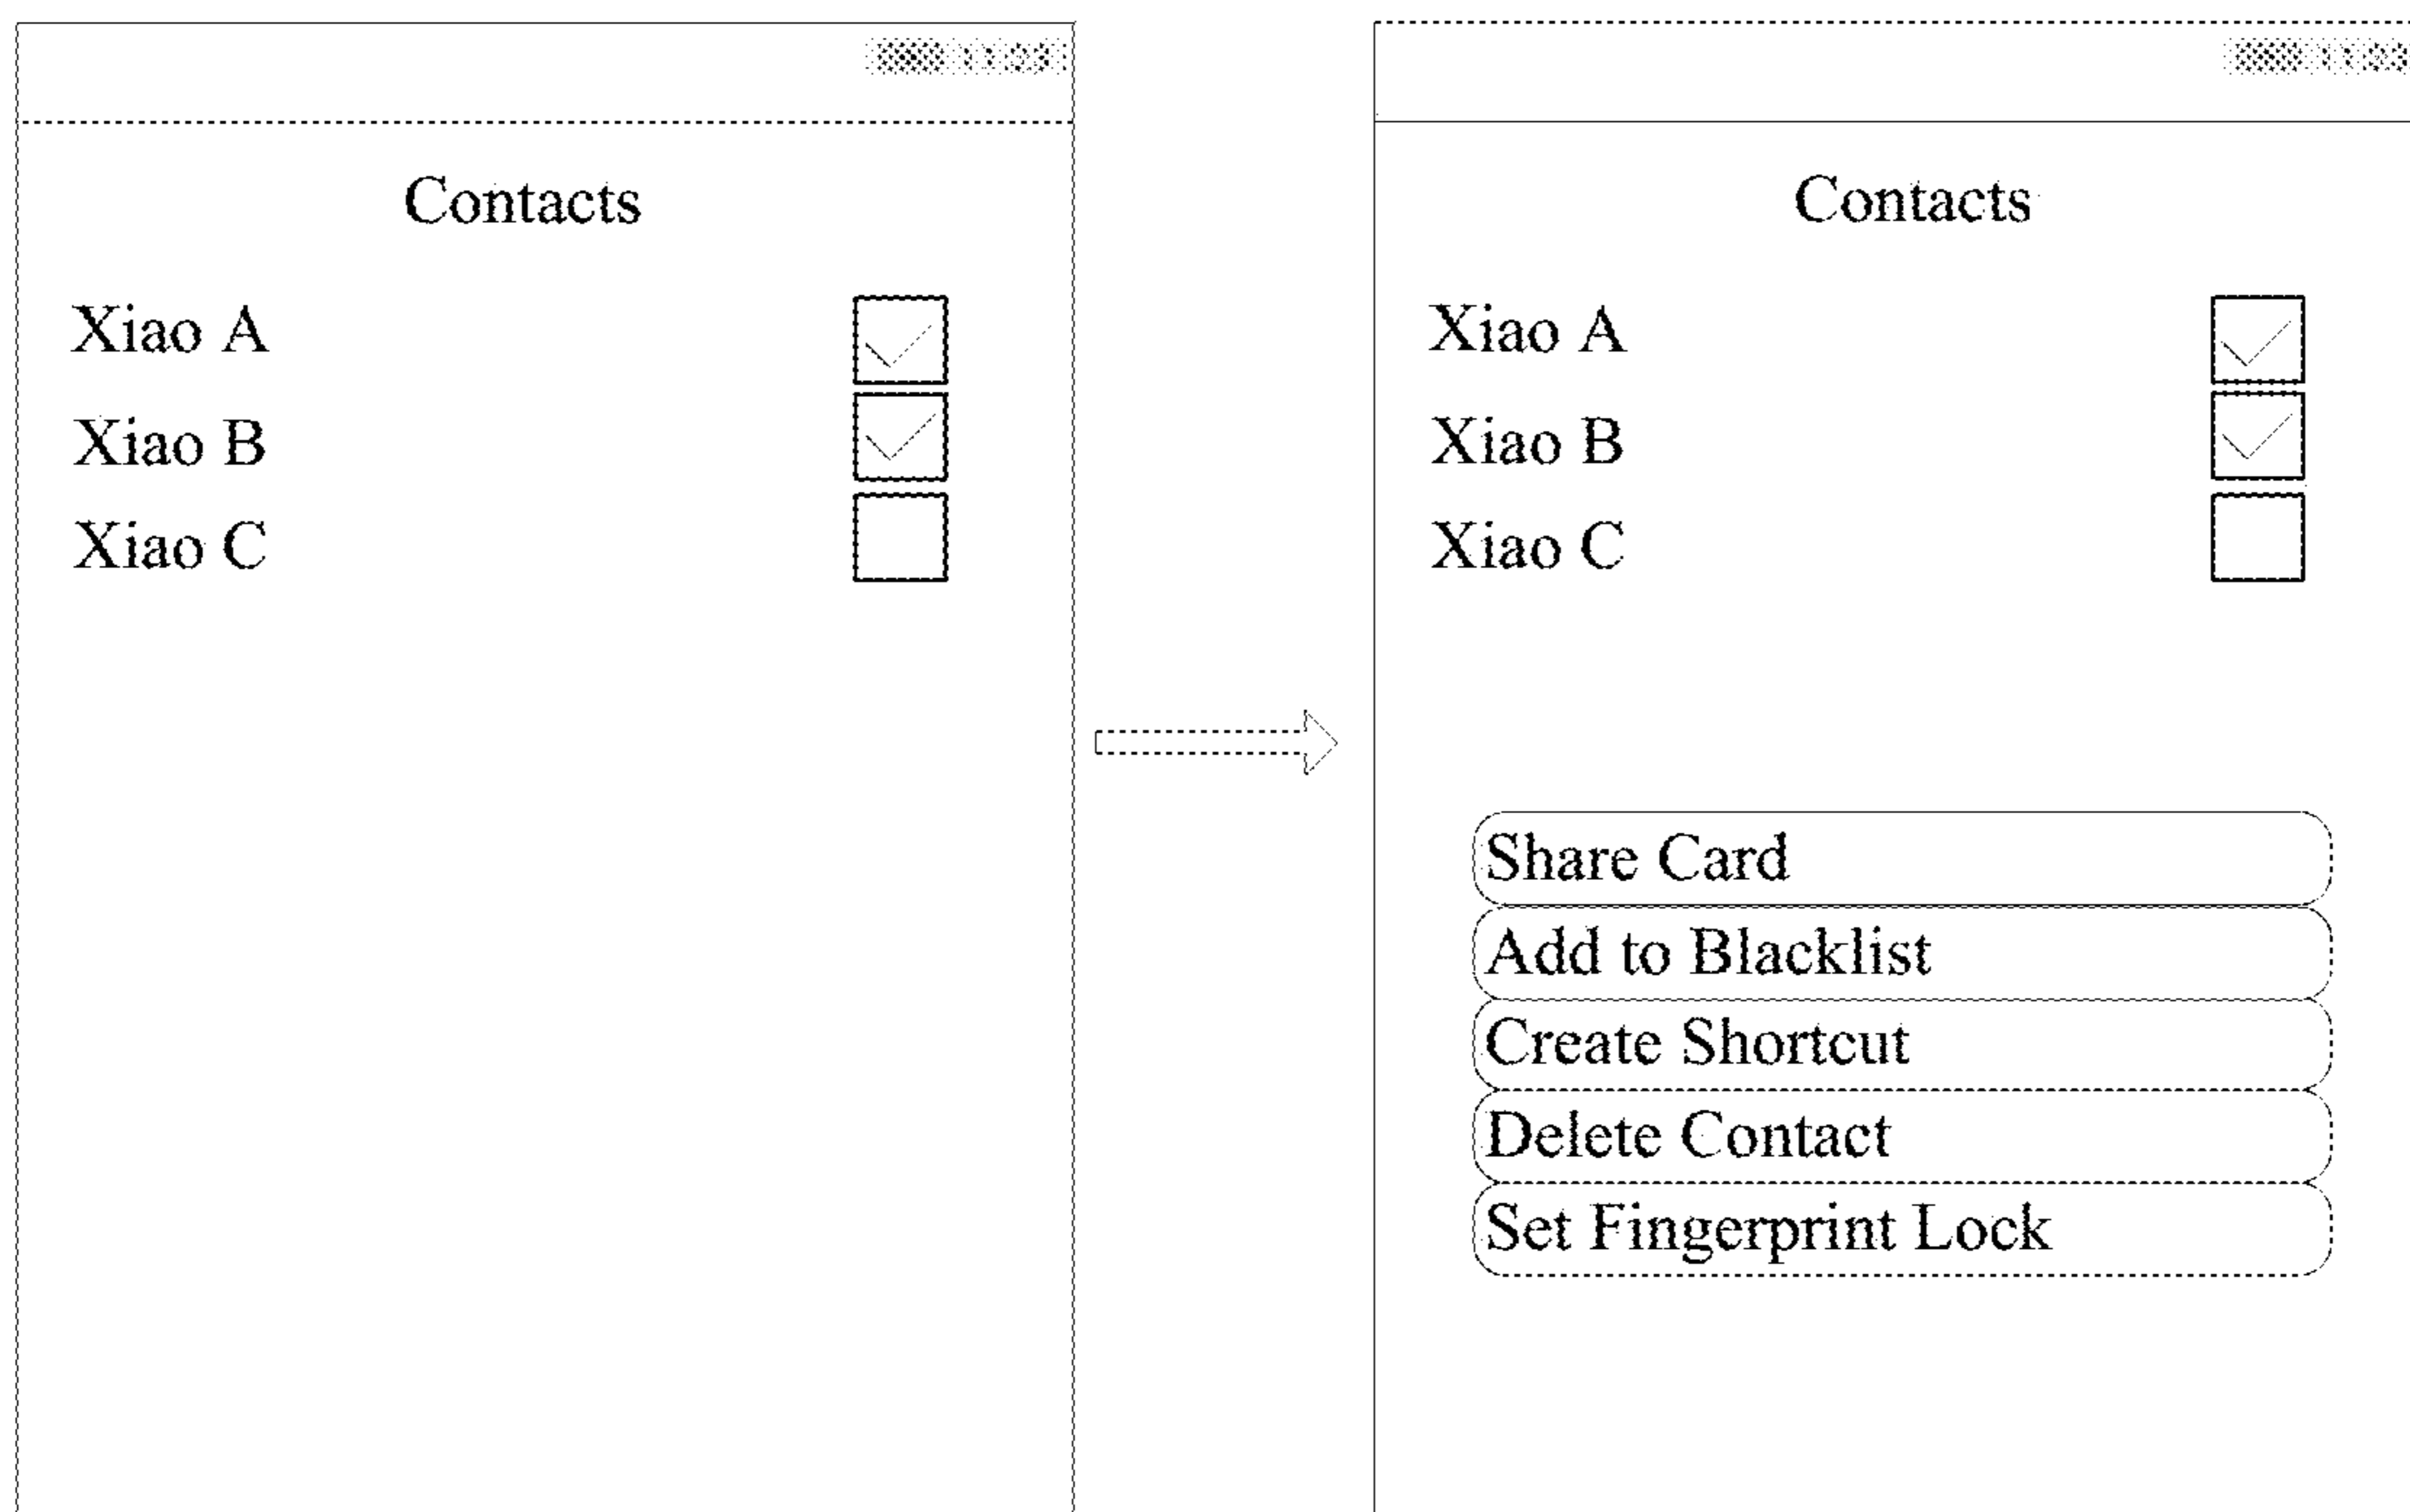 Contacts
Xiao A
Xiao B
Xiao C
Contacts
Xiao A
Xiao B
Xiao C
Share Card
Add to Blacklist
Create Shortcut
Delete Contact
Set Fingerprint Lock